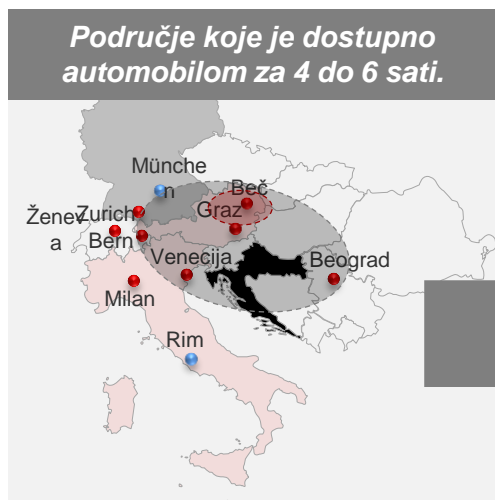 Područje koje je dostupno
automobilom za 4 do 6 sati.
Münche
n
Beč
Ženev
a
Zurich
Graz
Bern
Venecija
Beograd
Milan
Rim